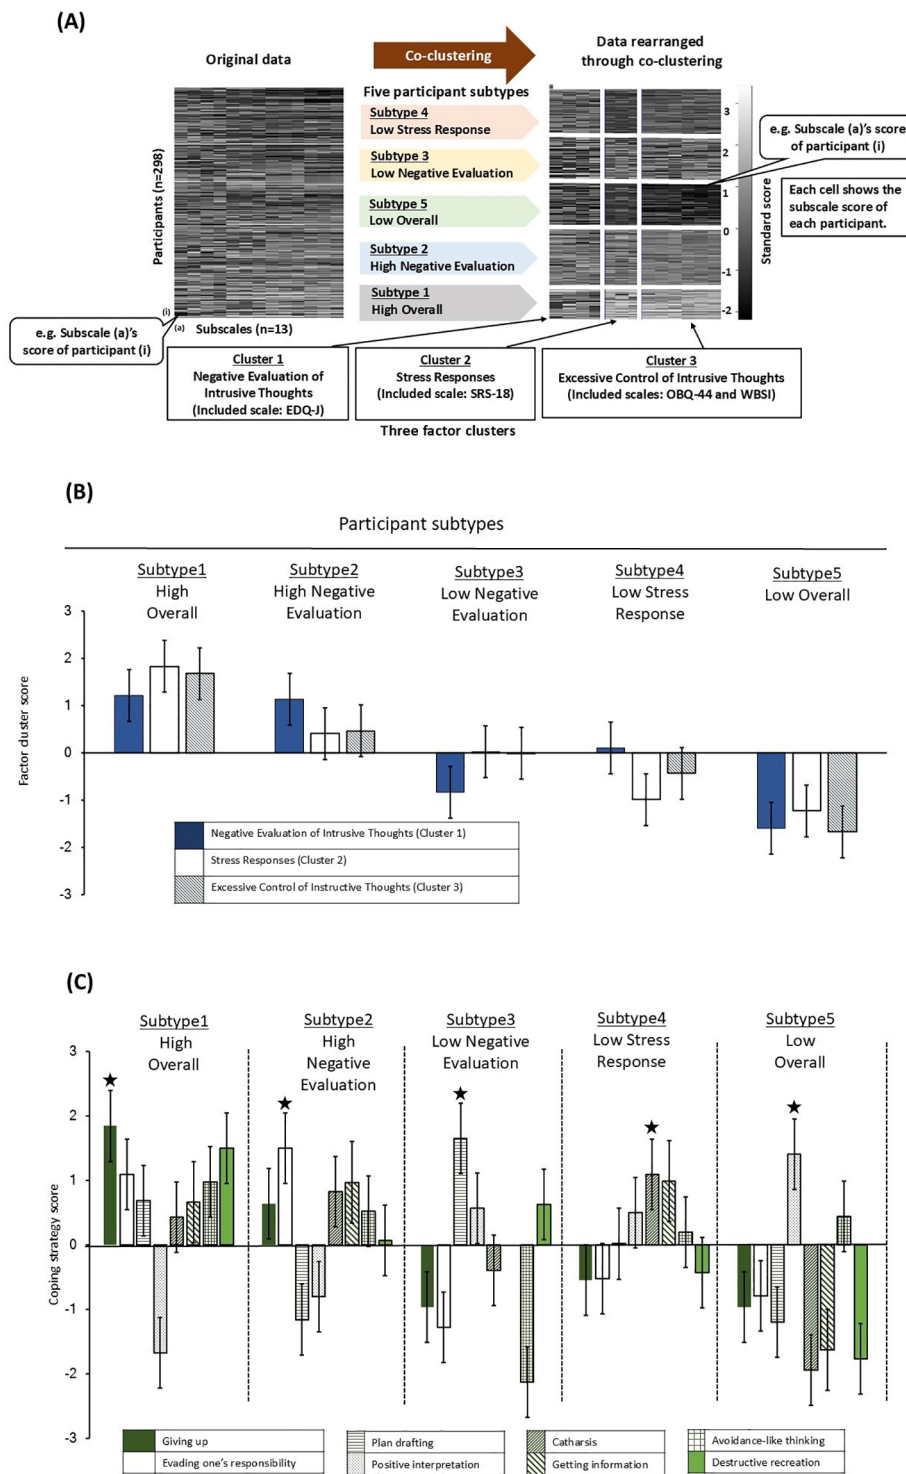 (A)
Original data
Co-clustering
Data rearranged
through co-clustering
Five participant subtypes
Subtype 4
Low Stress Response
Subtype 3
Low Negative Evaluation
Subtype 5
Low Overall
Subtype 2
High Negative Evaluation
Subtype 1
High Overall
Participants (n=298)
(i)
(a)
Subscales (n=13)
e.g. Subscale (a)'s
score of participant (i)
3
2
1
0
-1
-2
Standard score
e.g. Subscale (a)'s score
of participant (i)
Each cell shows the
subscale score of
each participant.
Cluster 1
Negative Evaluation of
Intrusive Thoughts
(Included scale: EDQ-J)
Cluster 2
Stress Responses
(Included scale: SRS-18)
Cluster 3
Excessive Control of Intrusive Thoughts
(Included scales: OBQ-44 and WBSI)
Three factor clusters
(B)
Participant subtypes
Subtype1
High
Overall
Subtype2
High Negative
Evaluation
Subtype3
Low Negative
Evaluation
Subtype4
Low Stress
Response
Subtype5
Low Overall
Factor cluster score
3
2
1
0
-1
-2
-3
Negative Evaluation of Intrusive Thoughts (Cluster 1)
Stress Responses (Cluster 2)
Excessive Control of Instructive Thoughts (Cluster 3)
(C)
Subtype1
High
Overall
Subtype2
High
Negative
Evaluation
Subtype3
Low Negative
Evaluation
Subtype4
Low Stress
Response
Subtype5
Low
Overall
Coping strategy score
3
2
1
0
-1
-2
-3
Giving up
Evading one's responsibility
Plan drafting
Positive interpretation
Catharsis
Getting information
Avoidance-like thinking
Destructive recreation